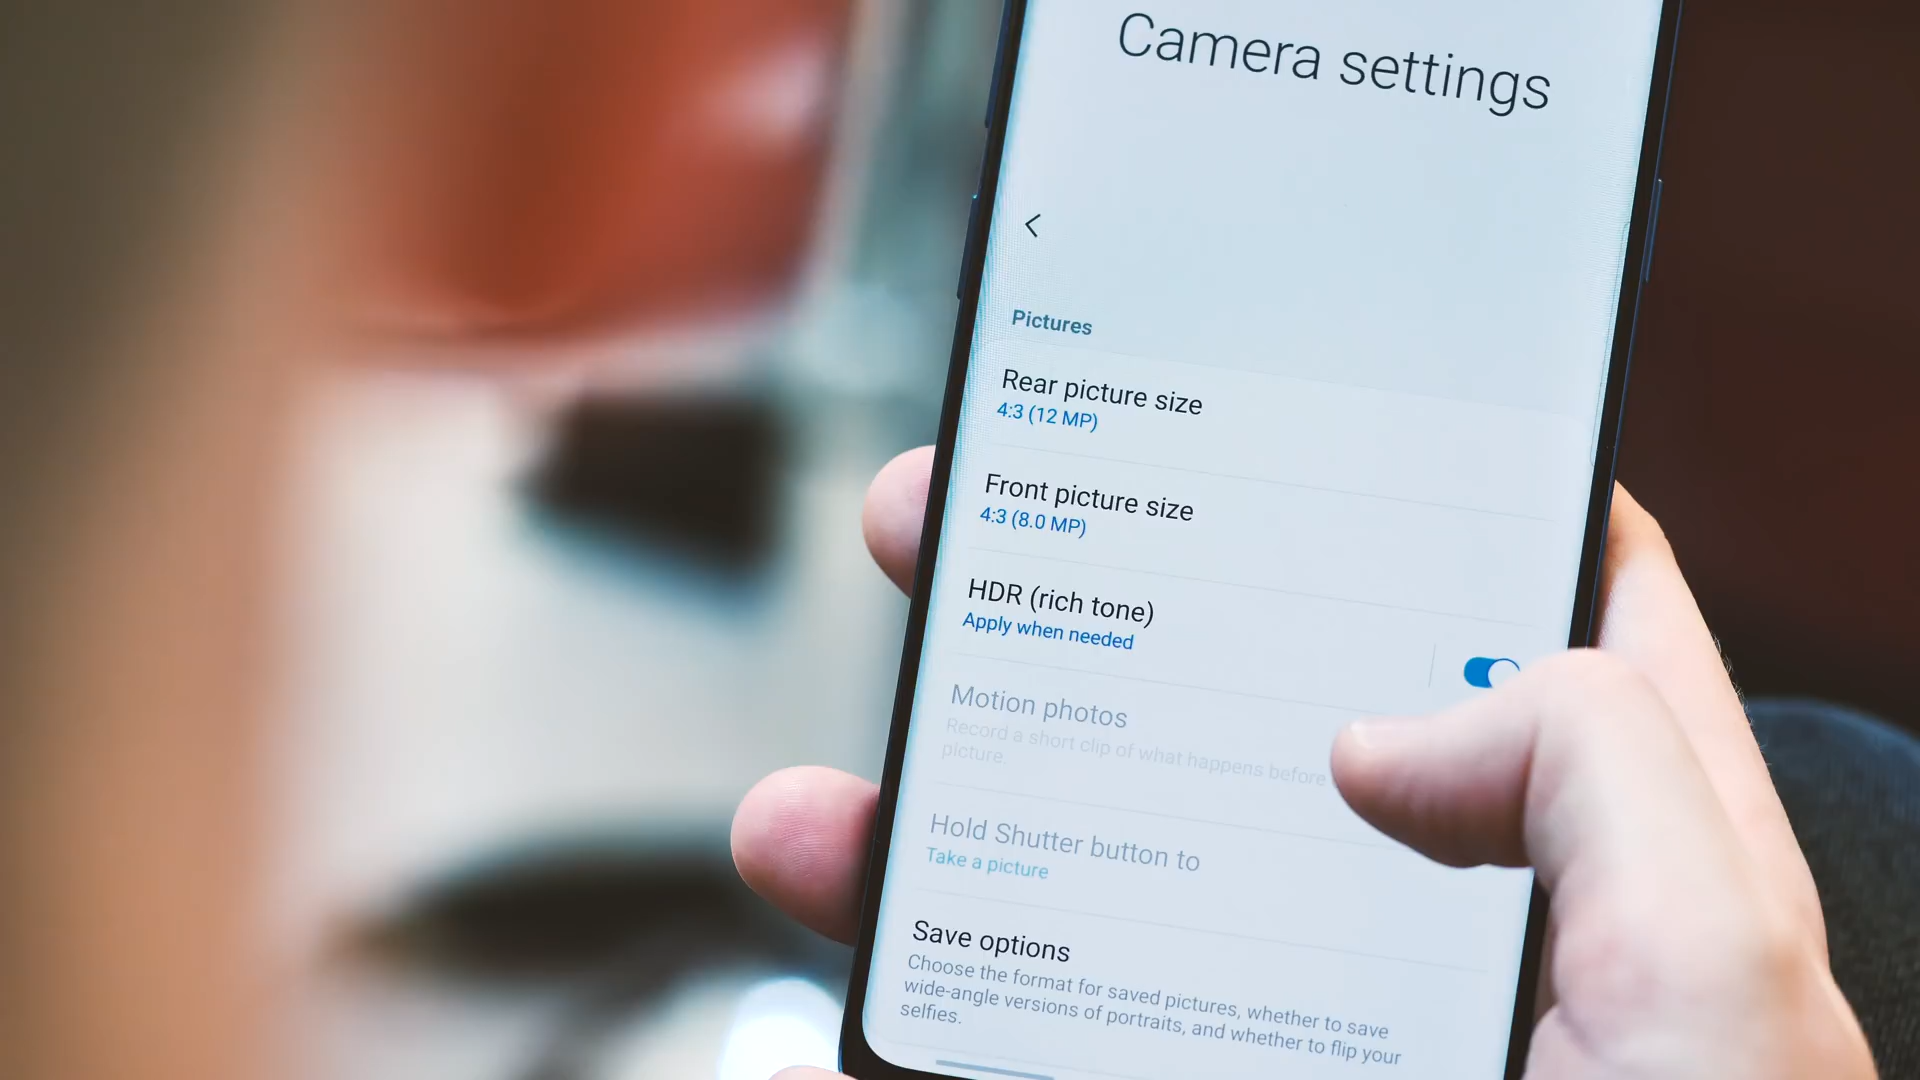 Camera settings
Pictures
Rear picture size
4:3 (12 MP)
Front picture size
4:3 (8.0 MP)
HDR (rich tone)
Apply when needed
Motion photos
Record a short clip of what happens before
picture.
Hold Shutter button to
Take a picture
Save options
Choose the format for saved pictures, whether to save
wide-angle versions of portraits, and whether to flip your
selfies.